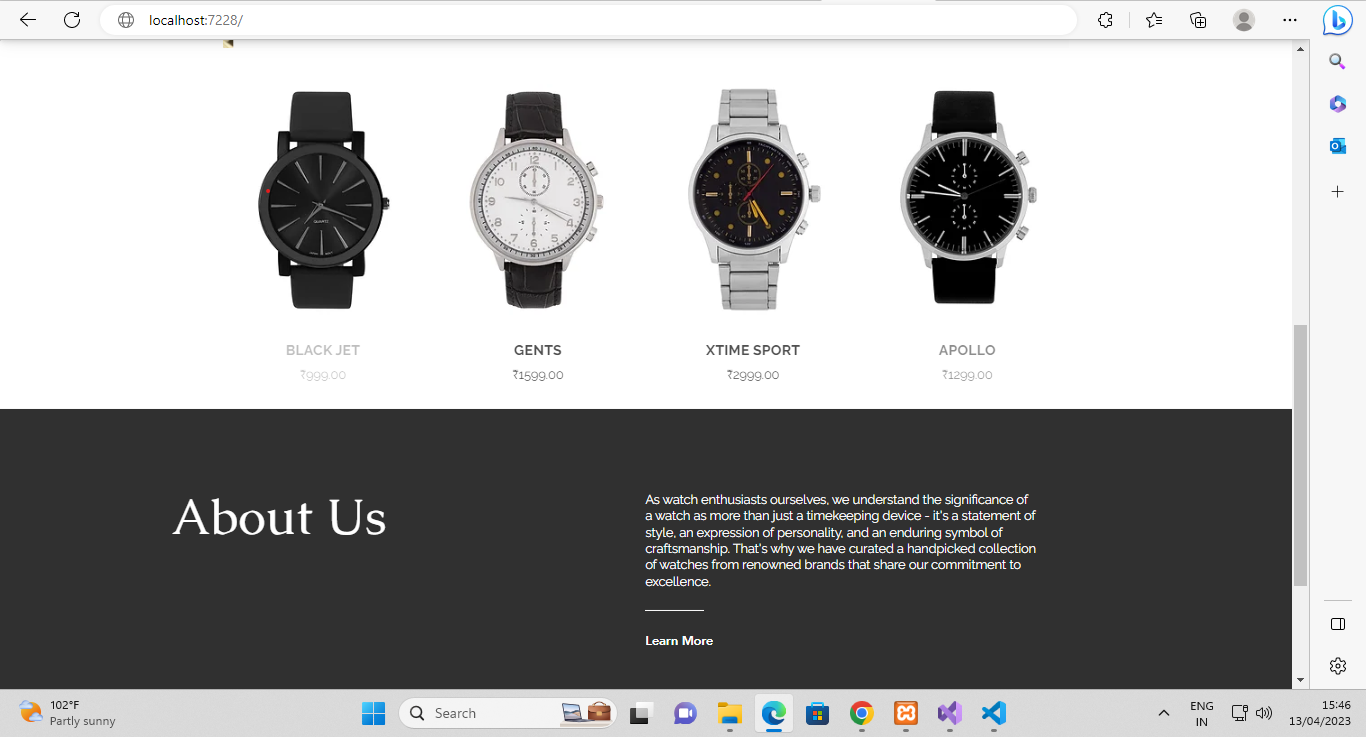 localhost:7228/
QUARTZ
BLACK JET
GENTS
XTIME SPORT
APOLLO
₹999.00
₹1599.00
₹2999.00
₹1299.00
About Us
As watch enthusiasts ourselves, we understand the significance of
a watch as more than just a timekeeping device - it's a statement of
style, an expression of personality, and an enduring symbol of
craftsmanship. That's why we have curated a handpicked collection
of watches from renowned brands that share our commitment to
excellence.
Learn More
102°F
Partly sunny
Search
ENG
IN
15:46
13/04/2023